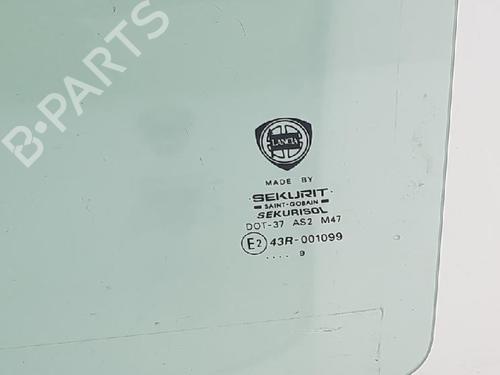 B-PARTS
LANCIA
MADE BY
SEKURIT
SAINT-GOBAIN
SEKURISOL
DOT-37 AS2 M47
E2 43R-001099
.... 9